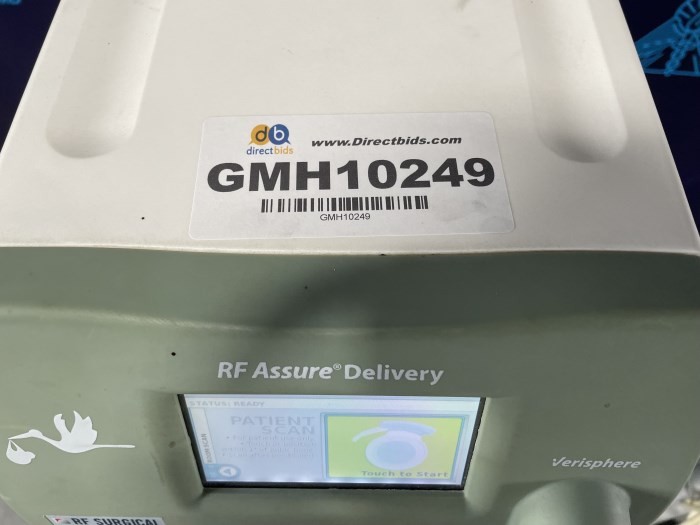 db
directbids
www.Directbids.com
GMH10249
GMH10249
RF Assure® Delivery
STATUS: READY
PATIENT
SCAN
Touch to Start
Verisphere
RF SURGICAL